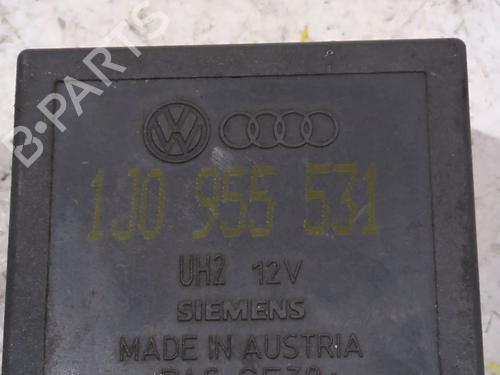 1J0 955 531
UH2 12V
SIEMENS
MADE IN AUSTRIA
B-PARTS